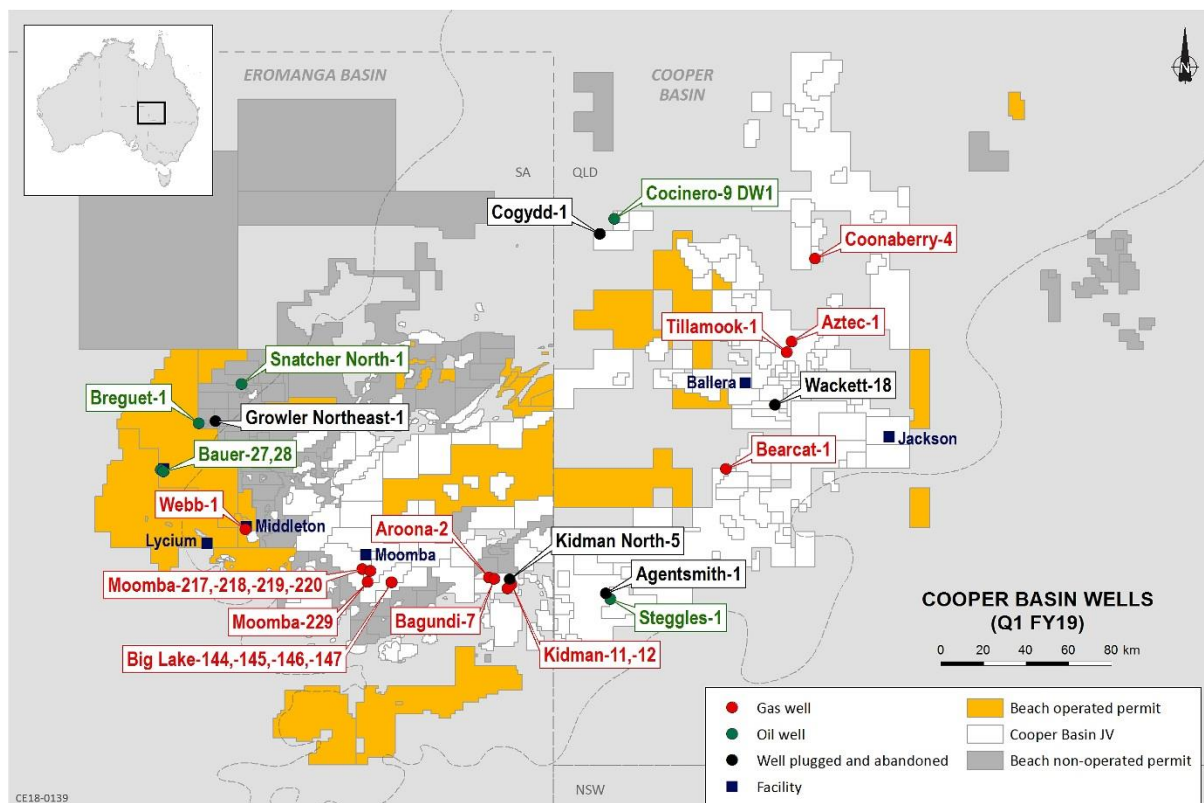 EROMANGA BASIN
COOPER
BASIN
N
SA
QLD
Cocinero-9 DW1
Cogydd-1
Coonaberry-4
Aztec-1
Tillamook-1
Snatcher North-1
Ballera
Wackett-18
Breguet-1
Growler Northeast-1
Jackson
Bauer-27,28
Bearcat-1
Webb-1
Middleton
Aroona-2
Kidman North-5
Lycium
Moomba
Moomba-217,-218,-219,-220
Agentsmith-1
Moomba-229
Bagundi-7
Steggles-1
Big Lake-144,-145,-146,-147
Kidman-11,-12
COOPER BASIN WELLS
(Q1 FY19)
0 20 40 60 80 km
Gas well
Oil well
Well plugged and abandoned
Facility
Beach operated permit
Cooper Basin JV
Beach non-operated permit
CE18-0139
NSW